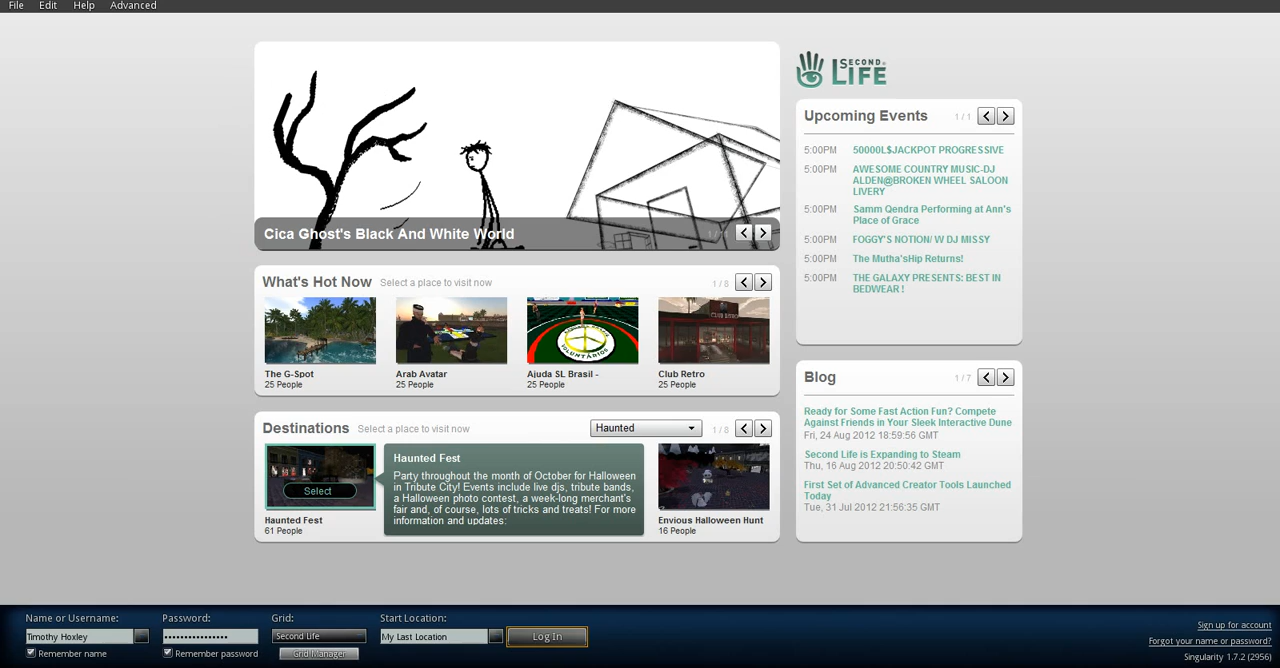 File Edit Help Advanced
SECOND LIFE
Cica Ghost's Black And White World
Upcoming Events 1 / 1
5:00PM 50000L$JACKPOT PROGRESSIVE
5:00PM AWESOME COUNTRY MUSIC-DJ
ALDEN@BROKEN WHEEL SALOON
LIVERY
5:00PM Samm Qendra Performing at Ann's
Place of Grace
5:00PM FOGGY'S NOTION/ W DJ MISSY
5:00PM The Mutha'sHip Returns!
5:00PM THE GALAXY PRESENTS: BEST IN
BEDWEAR !
What's Hot Now Select a place to visit now 1 / 8
The G-Spot
25 People
Arab Avatar
25 People
VOLUNTÁRIOS
Ajuda SL Brasil -
25 People
CLUB RETRO
Club Retro
25 People
Destinations Select a place to visit now Haunted 1 / 8
Select
Haunted Fest
61 People
Haunted Fest
Party throughout the month of October for Halloween
in Tribute City! Events include live djs, tribute bands,
a Halloween photo contest, a week-long merchant's
fair and, of course, lots of tricks and treats! For more
information and updates:
Envious Halloween Hunt
16 People
Blog 1 / 7
Ready for Some Fast Action Fun? Compete
Against Friends in Your Sleek Interactive Dune
Fri, 24 Aug 2012 18:59:56 GMT
Second Life is Expanding to Steam
Thu, 16 Aug 2012 20:50:42 GMT
First Set of Advanced Creator Tools Launched
Today
Tue, 31 Jul 2012 21:56:35 GMT
Name or Username: Password: Grid: Start Location:
Timothy Hoxley •••••••••••••••• Second Life My Last Location Log In
Remember name Remember password Grid Manager
Sign up for account
Forgot your name or password?
Singularity 1.7.2 (2956)